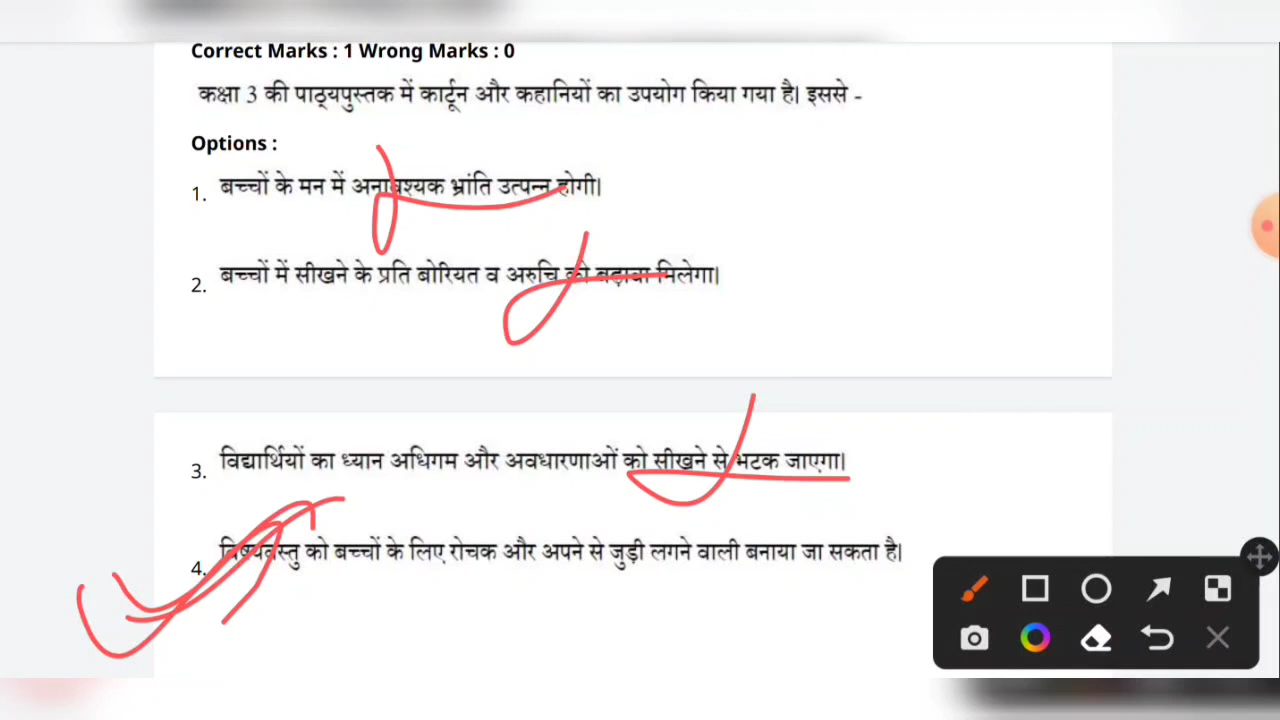 Correct Marks : 1 Wrong Marks : 0
कक्षा 3 की पाठ्यपुस्तक में कार्टून और कहानियों का उपयोग किया गया है। इससे -
Options :
1. बच्चों के मन में अनावश्यक भ्रांति उत्पन्न होगी।
2. बच्चों में सीखने के प्रति बोरियत व अरुचि को बढ़ावा मिलेगा।
3. विद्यार्थियों का ध्यान अधिगम और अवधारणाओं को सीखने से भटक जाएगा।
4. विषयवस्तु को बच्चों के लिए रोचक और अपने से जुड़ी लगने वाली बनाया जा सकता है।